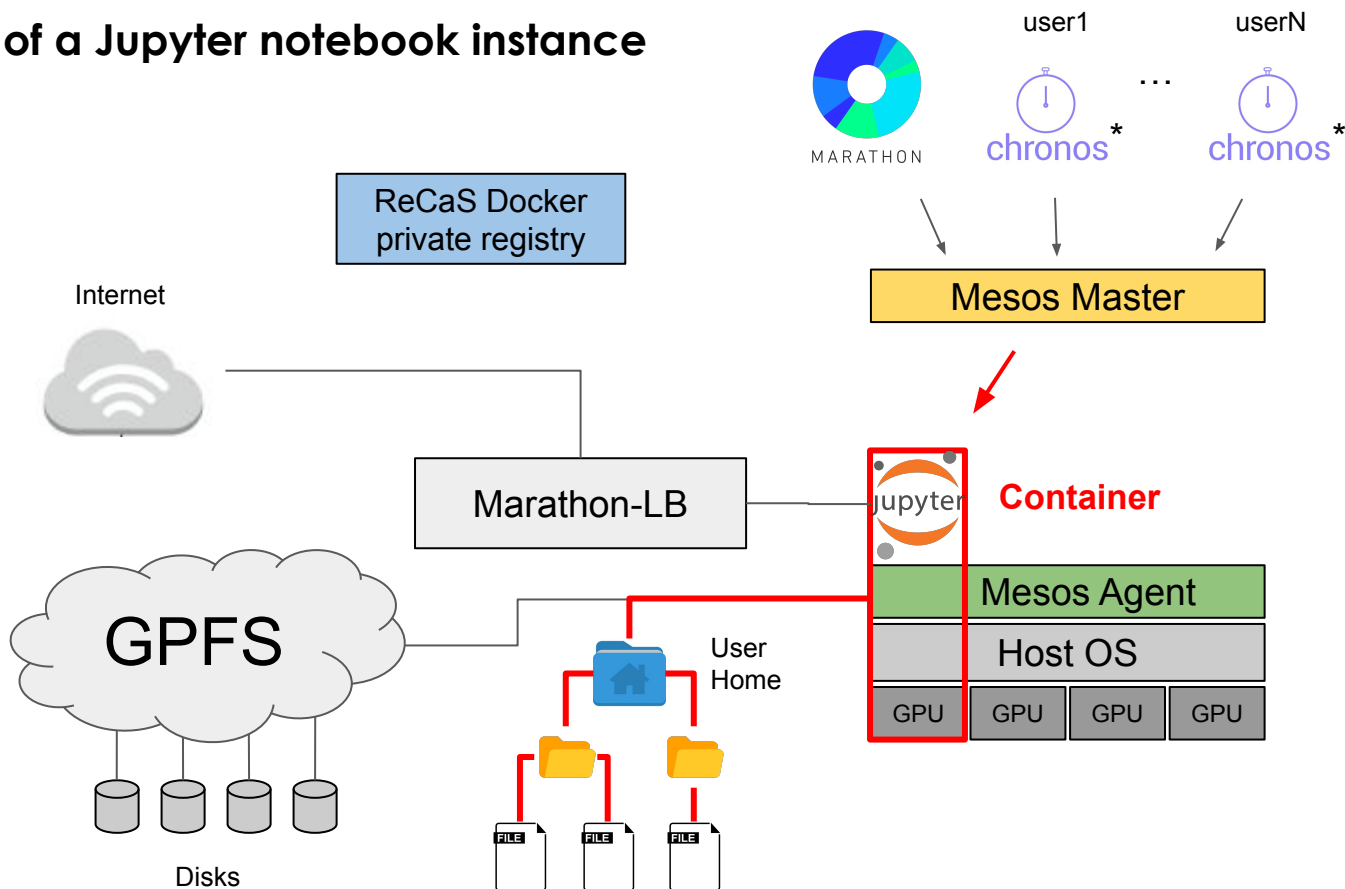 of a Jupyter notebook instance
user1
userN
...
MARATHON
chronos*
chronos*
ReCaS Docker
private registry
Internet
Mesos Master
Marathon-LB
jupyter
Container
Mesos Agent
GPFS
User
Home
Host OS
GPU
GPU
GPU
GPU
FILE
FILE
FILE
Disks